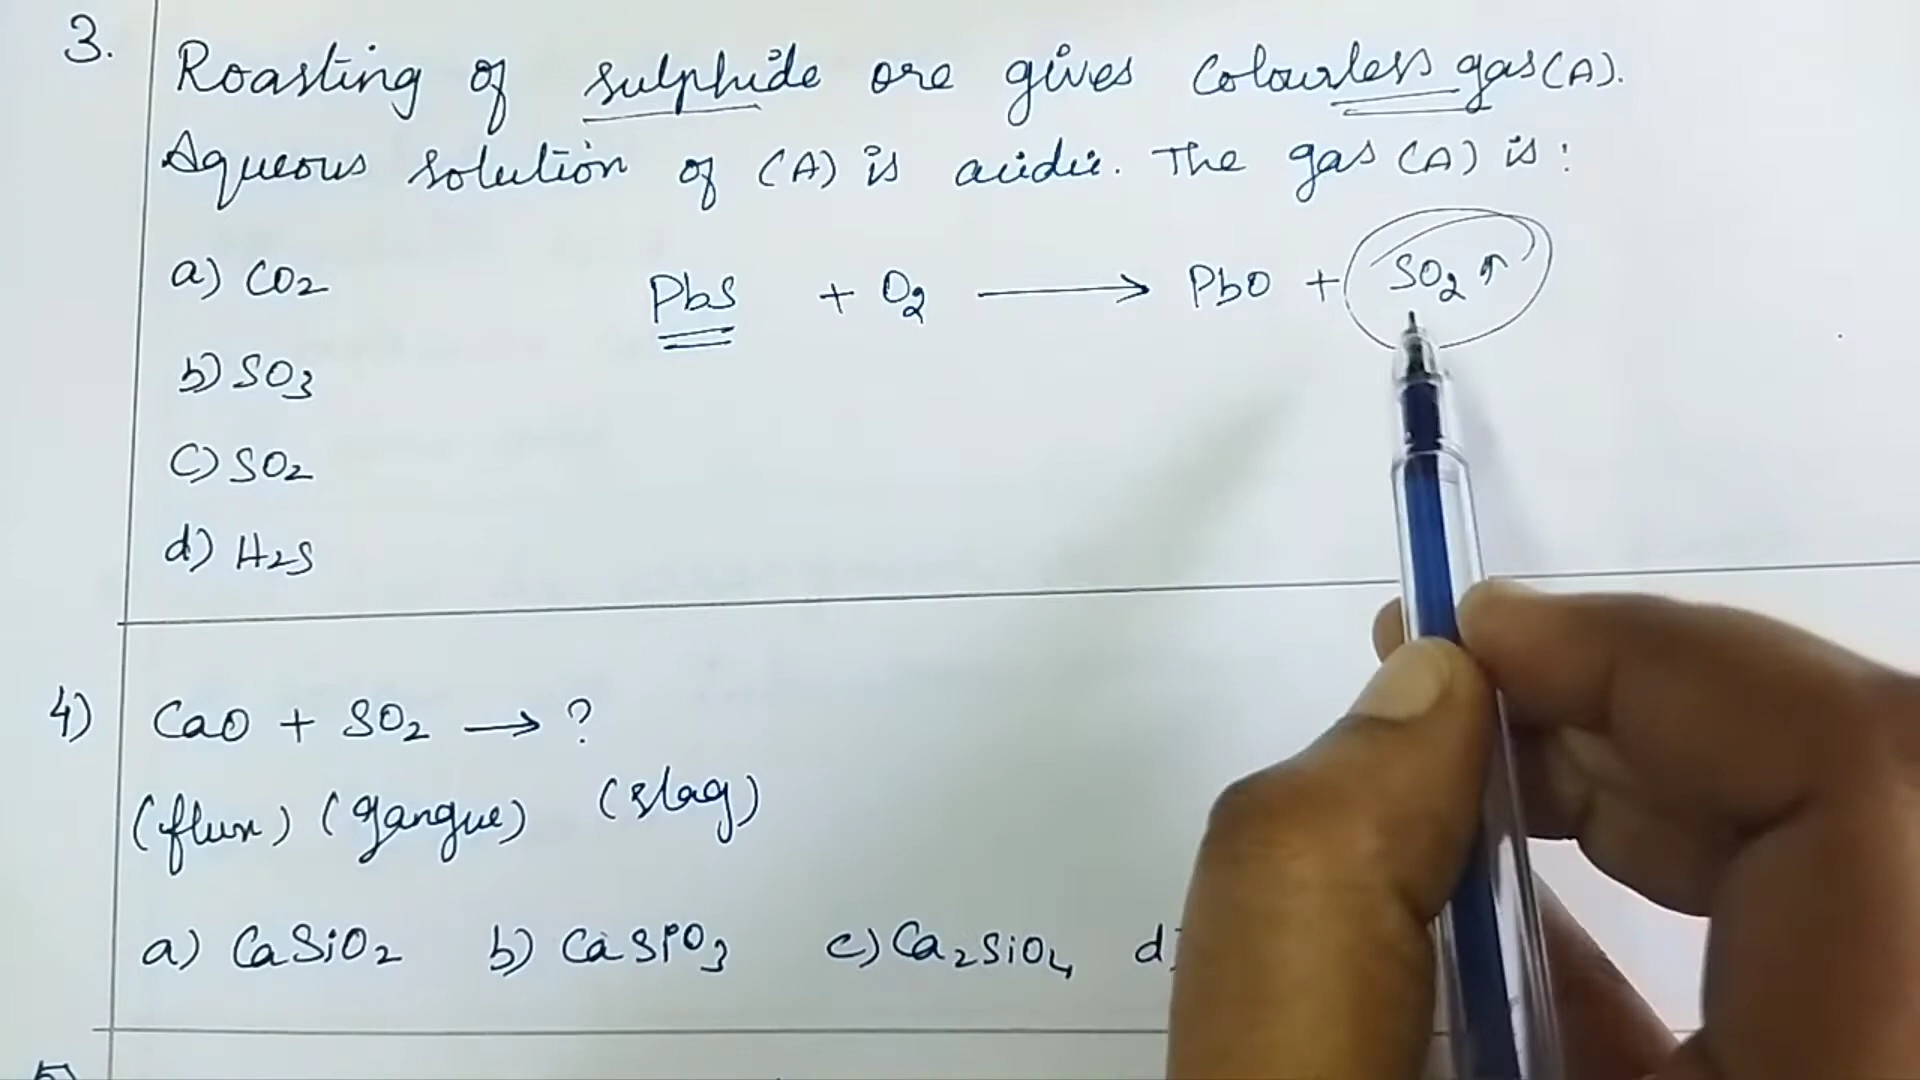 3.
Roasting of sulphide ore gives colourless gas (A).
Aqueous solution of (A) is acidic. The gas (A) is:
a) CO₂
PbS + O₂ ⟶ PbO + SO₂ ↑
b) SO₃
c) SO₂
d) H₂S
4) CaO + SO₂ → ?
(flux) (gangue) (slag)
a) CaSiO₂ b) CaSiO₃ c) Ca₂SiO₄ d)
5)